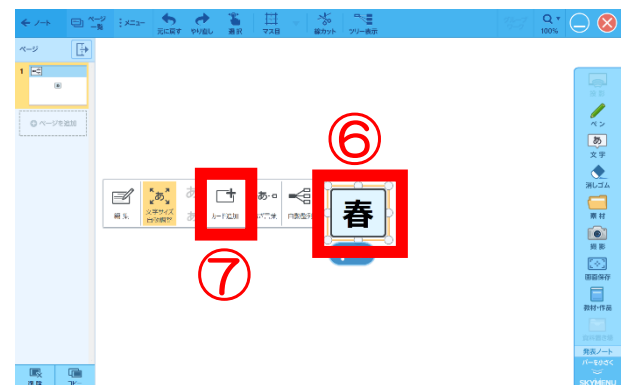 ノート
ページ
一覧
メニュー
元に戻す
やり直し
選択
マス目
線カット
ツリー表示
100%
ページ
1
ページを追加
⑥
あ
文字サイズ
自動調整
カード追加
あ
春
⑦
ペン
あ
文字
消しゴム
素材
撮影
画面保存
教材・作品
発表ノート
バーを小さく
SKYMENU